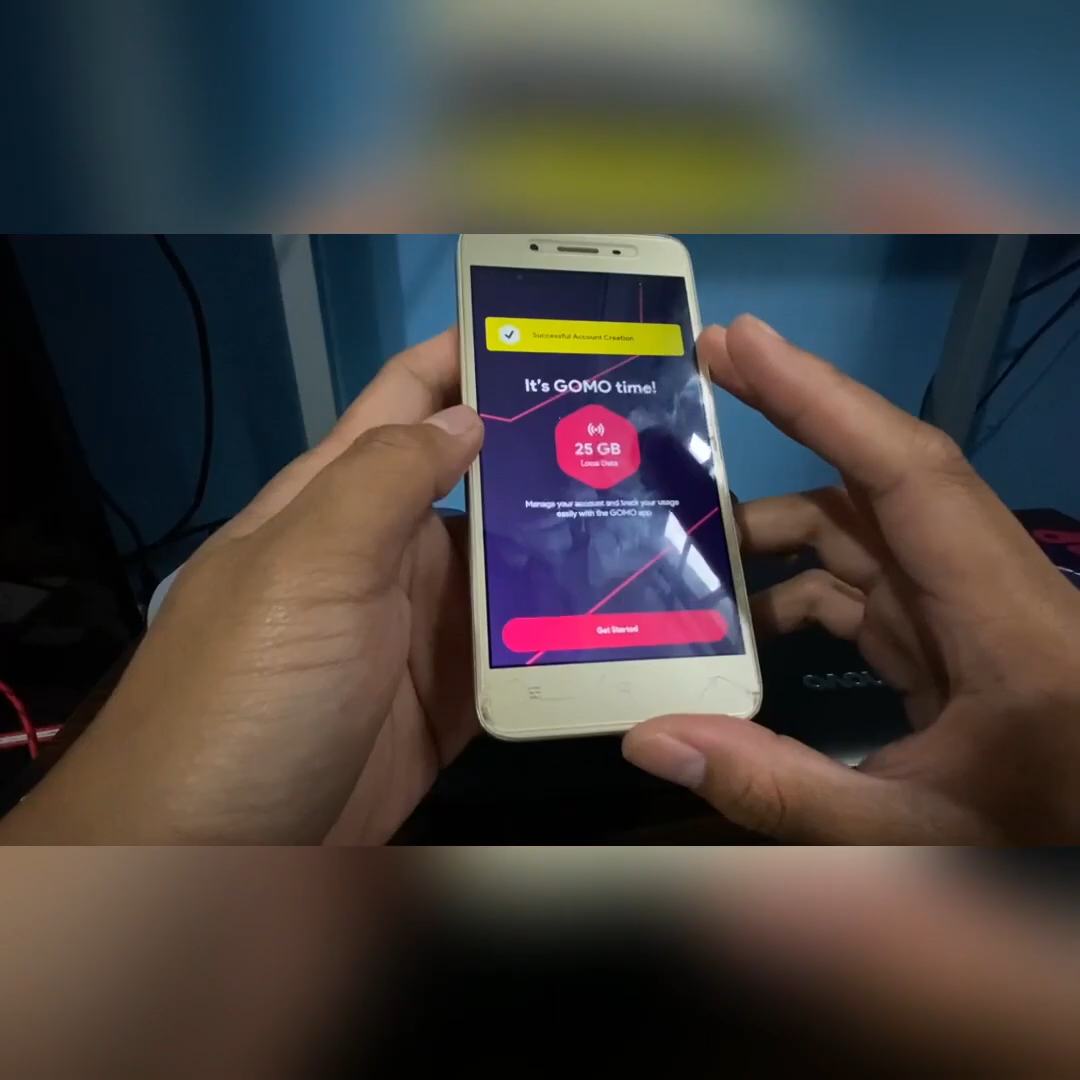 Successful Account Creation
It's GOMO time!
25 GB
Local Data
Manage your account and track your usage
easily with the GOMO app
Get Started